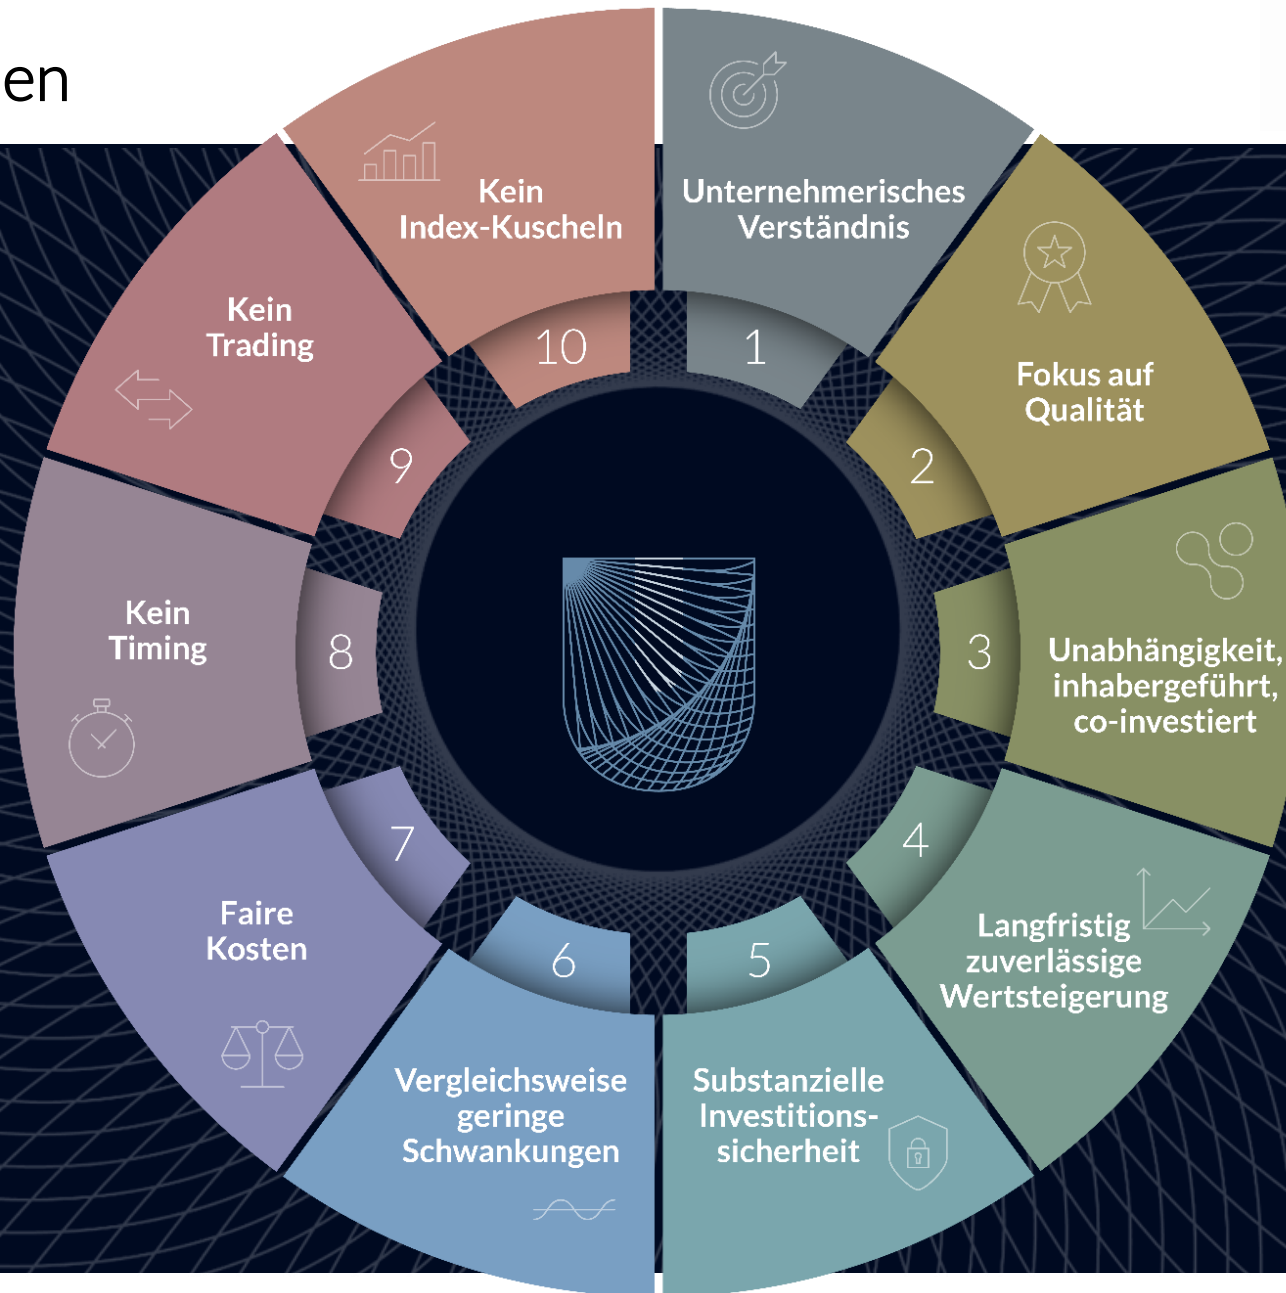 en
Unternehmerisches
Verständnis
1
Fokus auf
Qualität
2
Unabhängigkeit,
inhabergeführt,
co-investiert
3
Langfristig
zuverlässige
Wertsteigerung
4
Substanzielle
Investitions-
sicherheit
5
Vergleichsweise
geringe
Schwankungen
6
Faire
Kosten
7
Kein
Timing
8
Kein
Trading
9
Kein
Index-Kuscheln
10